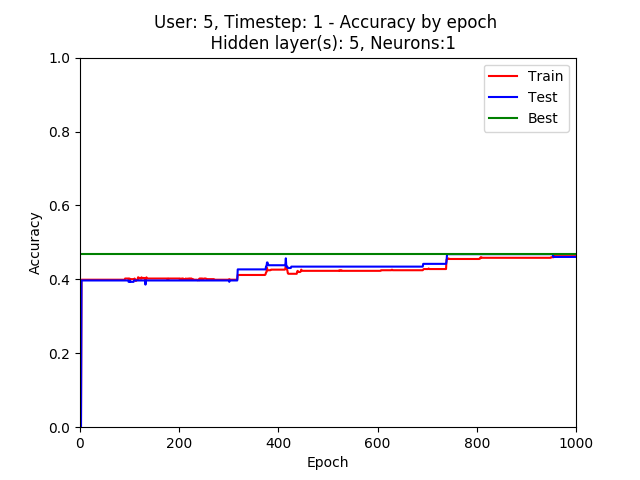 User: 5, Timestep: 1 - Accuracy by epoch
Hidden layer(s): 5, Neurons:1
Train
Test
Best
Accuracy
1.0
0.8
0.6
0.4
0.2
0.0
0 200 400 600 800 1000
Epoch